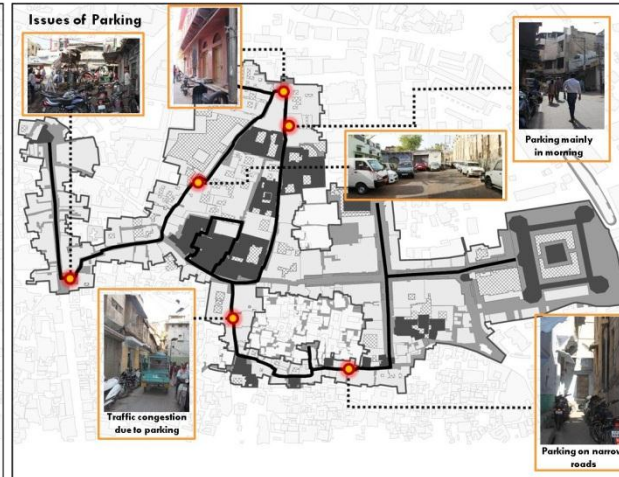 Issues of Parking
Parking mainly
in morning
Traffic congestion
due to parking
Parking on narrow
roads